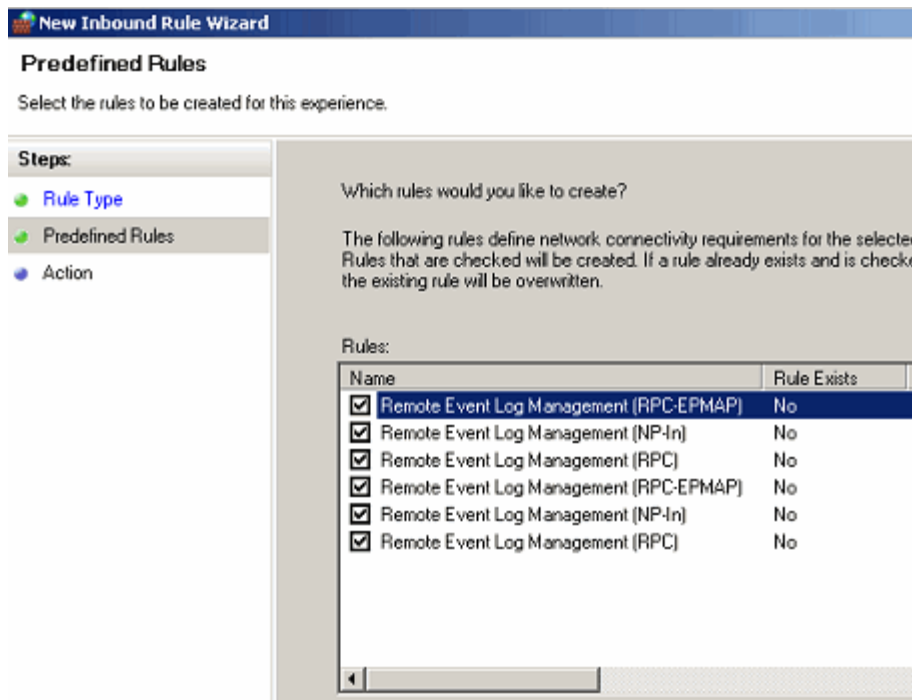 New Inbound Rule Wizard
Predefined Rules
Select the rules to be created for this experience.
Steps:
Rule Type
Predefined Rules
Action
Which rules would you like to create?
The following rules define network connectivity requirements for the selected
Rules that are checked will be created. If a rule already exists and is checke
the existing rule will be overwritten.
Rules:
Name Rule Exists
Remote Event Log Management (RPC-EPMAP) No
Remote Event Log Management (NP-In) No
Remote Event Log Management (RPC) No
Remote Event Log Management (RPC-EPMAP) No
Remote Event Log Management (NP-In) No
Remote Event Log Management (RPC) No